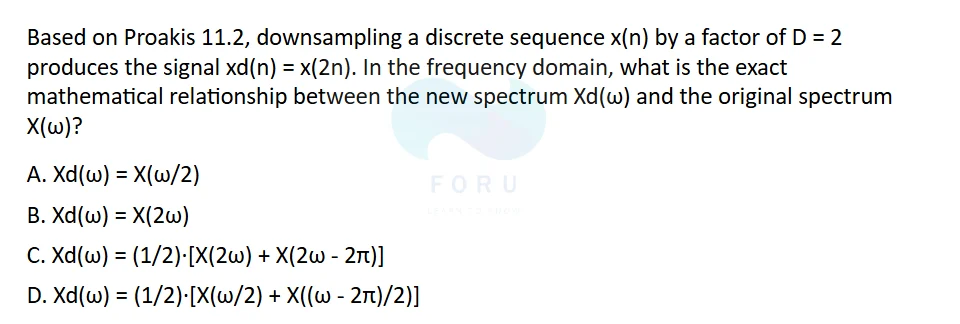 Based on Proakis 11.2, downsampling a discrete sequence x(n) by a factor of D = 2
produces the signal xd(n) = x(2n). In the frequency domain, what is the exact
mathematical relationship between the new spectrum Xd(ω) and the original spectrum
X(ω)?
A. Xd(ω) = X(ω/2)
FORU
B. Xd(ω) = X(2ω)
C. Xd(ω) = (1/2)·[X(2ω) + X(2ω - 2π)]
D. Xd(ω) = (1/2)·[X(ω/2) + X((ω - 2π)/2)]